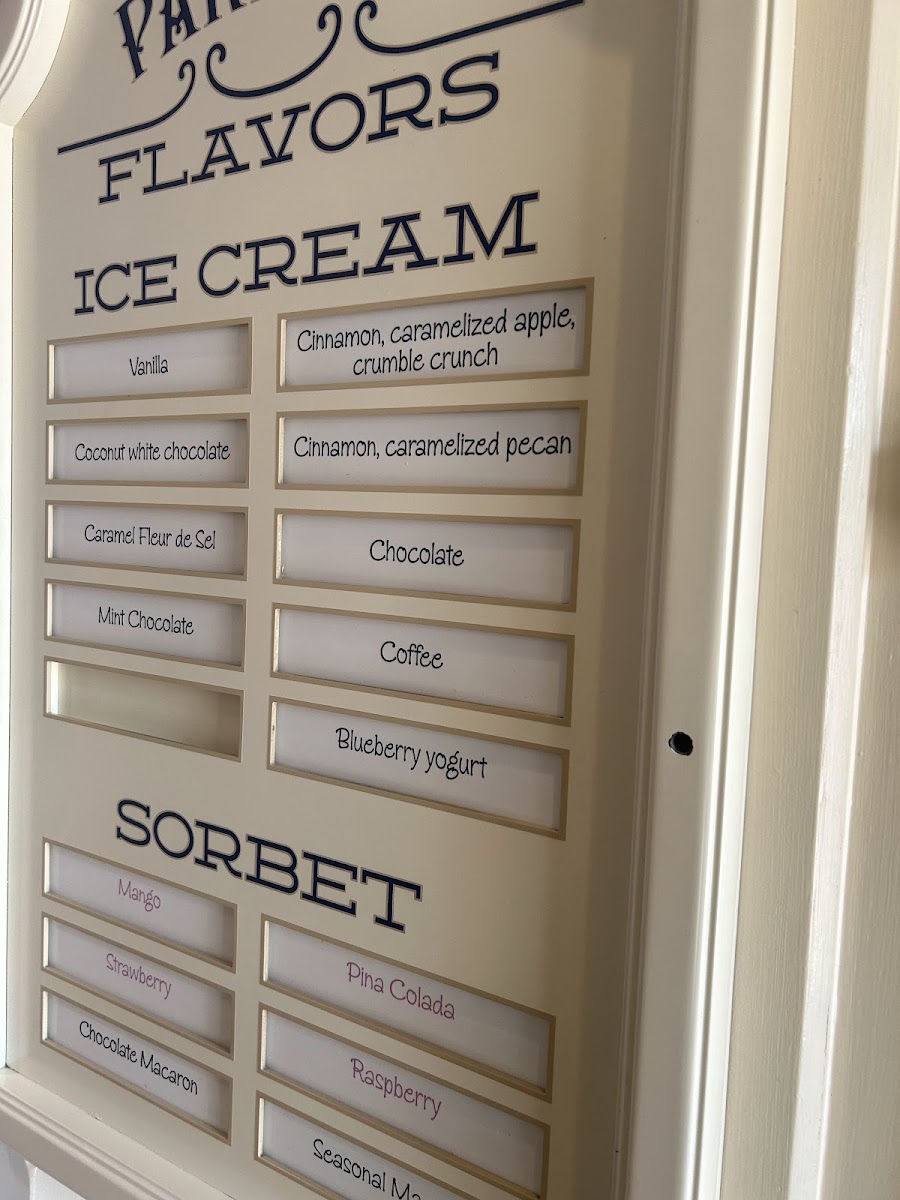 FLAVORS
ICE CREAM
Vanilla
Coconut white chocolate
Caramel Fleur de Sel
Mint Chocolate
Cinnamon, caramelized apple,
crumble crunch
Cinnamon, caramelized pecan
Chocolate
Coffee
Blueberry yogurt
SORBET
Mango
Strawberry
Chocolate Macaron
Pina Colada
Raspberry
Seasonal